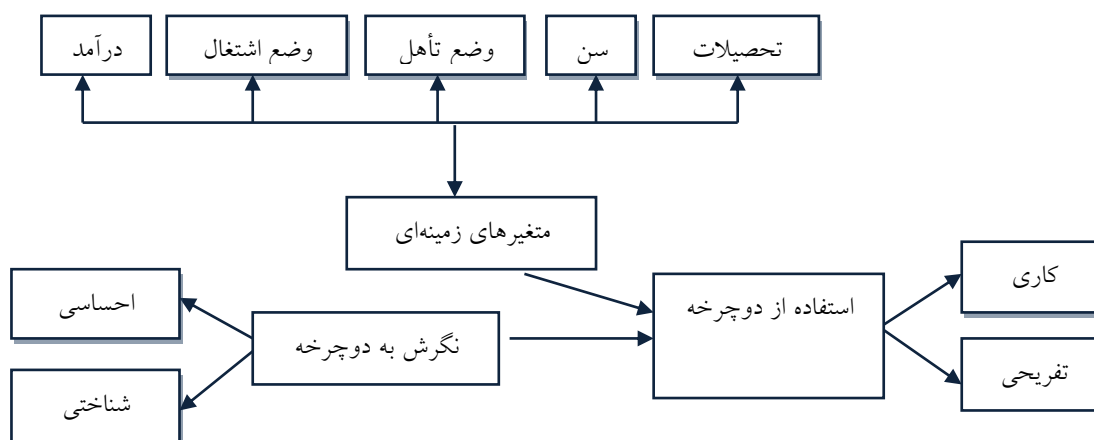 تحصیلات
سن
وضع تأهل
وضع اشتغال
درآمد
متغیرهای زمینه‌ای
کاری
استفاده از دوچرخه
احساسی
نگرش به دوچرخه
تفریحی
شناختی